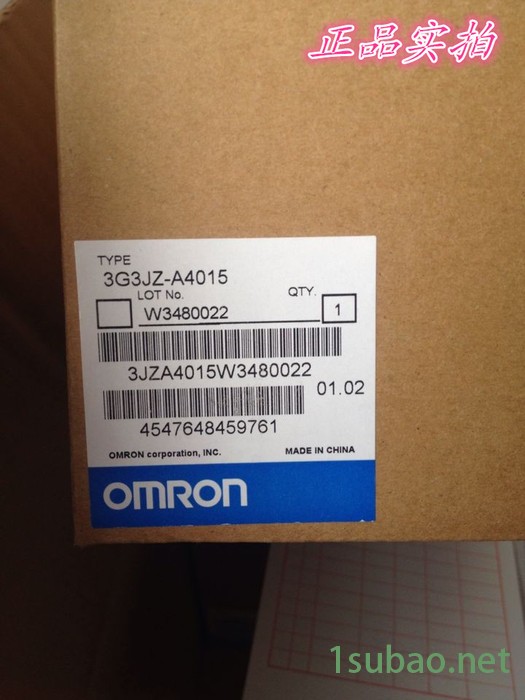 正品实拍
TYPE
3G3JZ-A4015
LOT No. QTY.
W3480022 1
3JZA4015W3480022
01.02
4547648459761
OMRON corporation, INC. MADE IN CHINA
OMRON
1subao.net